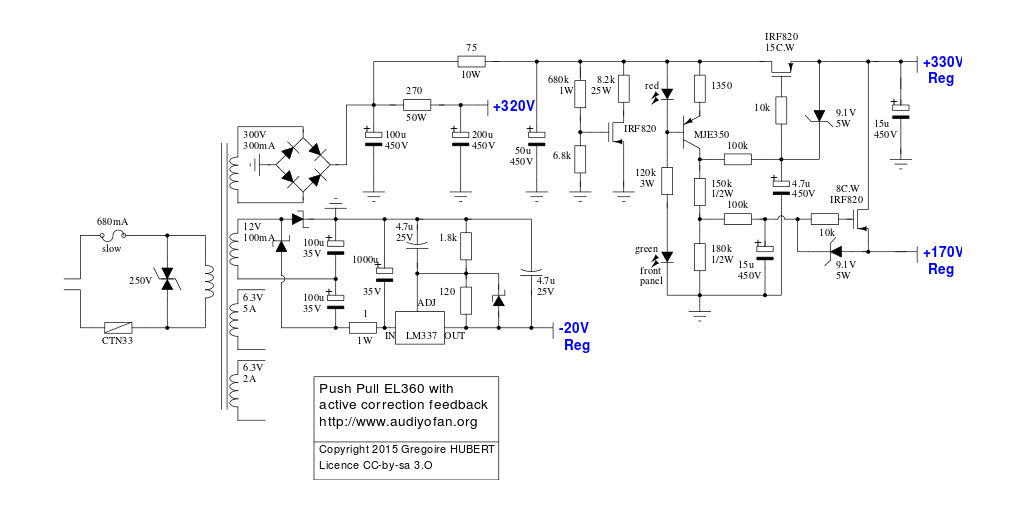 IRF820
15C.W
75
10W
+330V
Reg
680k
1W
8.2k
25W
red
1350
270
50W
+320V
10k
9.1V
5W
15u
450V
100u
450V
200u
450V
50u
450V
IRF820
MJE350
300V
300mA
6.8k
100k
120k
3W
150k
1/2W
4.7u
450V
8C.W
IRF820
100k
10k
680mA
slow
12V
100mA
100u
35V
4.7u
25V
1.8k
1000u
35V
green
front
panel
180k
1/2W
15u
450V
9.1V
5W
+170V
Reg
250V
6.3V
5A
100u
35V
120
4.7u
25V
ADJ
1
1W
IN
LM337
OUT
-20V
Reg
CTN33
6.3V
2A
Push Pull EL360 with
active correction feedback
http://www.audiyofan.org
Copyright 2015 Gregoire HUBERT
Licence CC-by-sa 3.O